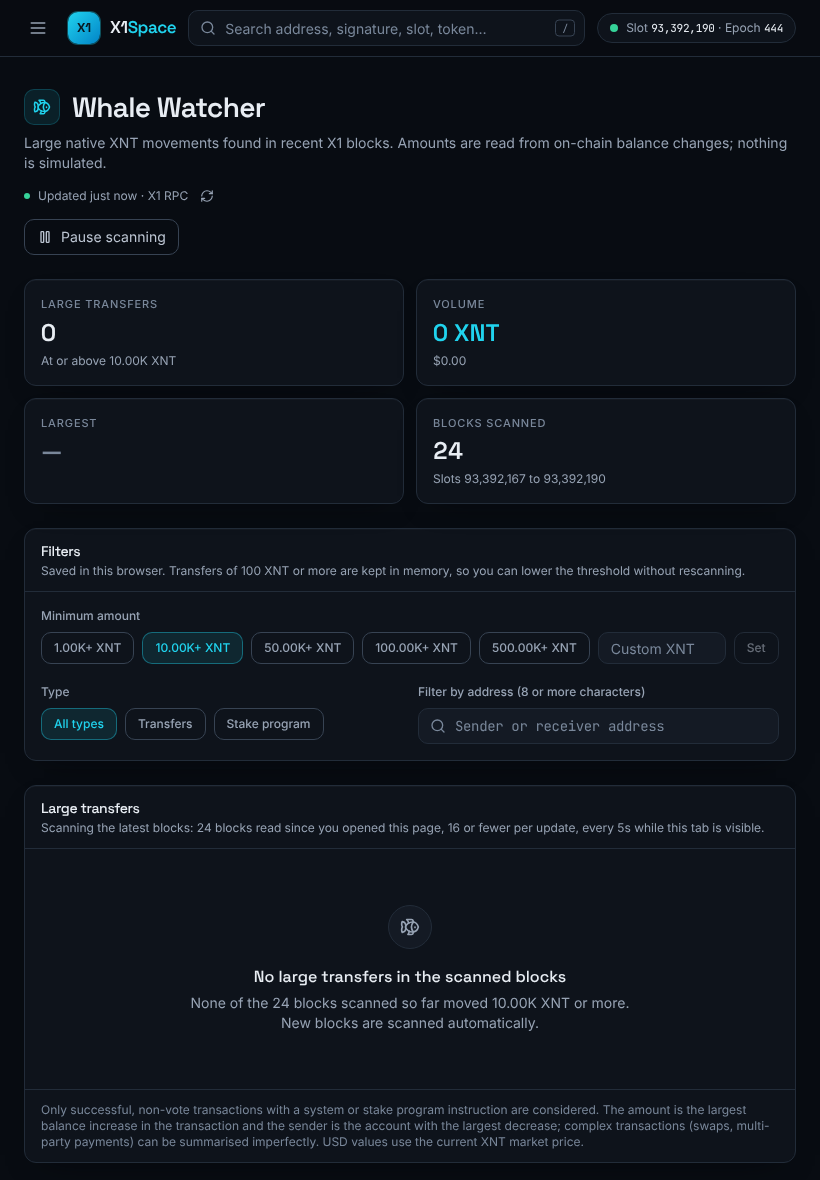 X1 X1Space Search address, signature, slot, token... / Slot 93,392,190 · Epoch 444
Whale Watcher
Large native XNT movements found in recent X1 blocks. Amounts are read from on-chain balance changes; nothing
is simulated.
Updated just now · X1 RPC
Pause scanning
LARGE TRANSFERS
0
At or above 10.00K XNT
VOLUME
0 XNT
$0.00
LARGEST
—
BLOCKS SCANNED
24
Slots 93,392,167 to 93,392,190
Filters
Saved in this browser. Transfers of 100 XNT or more are kept in memory, so you can lower the threshold without rescanning.
Minimum amount
1.00K+ XNT 10.00K+ XNT 50.00K+ XNT 100.00K+ XNT 500.00K+ XNT Custom XNT Set
Type
All types Transfers Stake program
Filter by address (8 or more characters)
Sender or receiver address
Large transfers
Scanning the latest blocks: 24 blocks read since you opened this page, 16 or fewer per update, every 5s while this tab is visible.
No large transfers in the scanned blocks
None of the 24 blocks scanned so far moved 10.00K XNT or more.
New blocks are scanned automatically.
Only successful, non-vote transactions with a system or stake program instruction are considered. The amount is the largest
balance increase in the transaction and the sender is the account with the largest decrease; complex transactions (swaps, multi-
party payments) can be summarised imperfectly. USD values use the current XNT market price.